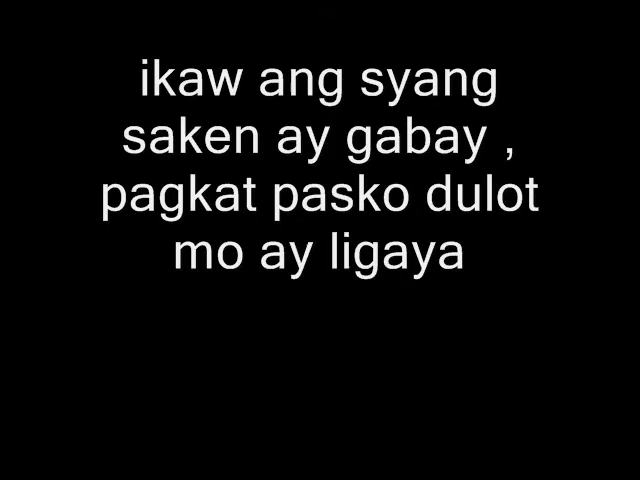 ikaw ang syang
saken ay gabay ,
pagkat pasko dulot
mo ay ligaya